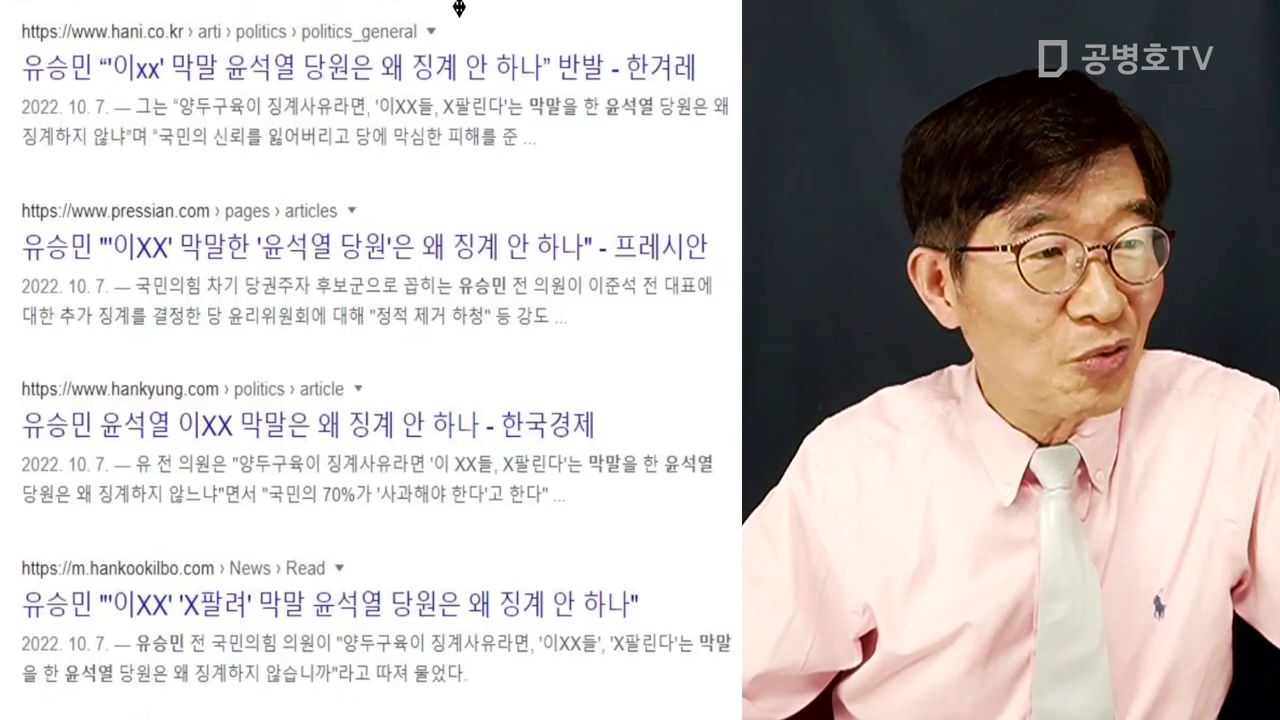 https://www.hani.co.kr › arti › politics › politics_general ▼
유승민 “'이xx' 막말 윤석열 당원은 왜 징계 안 하나” 반발 - 한겨레
2022. 10. 7. — 그는 “양두구육이 징계사유라면, '이XX들, X팔린다'는 막말을 한 윤석열 당원은 왜
징계하지 않냐”며 “국민의 신뢰를 잃어버리고 당에 막심한 피해를 준 ...
https://www.pressian.com › pages › articles ▼
유승민 "'이XX' 막말한 '윤석열 당원'은 왜 징계 안 하나" - 프레시안
2022. 10. 7. — 국민의힘 차기 당권주자 후보군으로 꼽히는 유승민 전 의원이 이준석 전 대표에
대한 추가 징계를 결정한 당 윤리위원회에 대해 "정적 제거 하청" 등 강도 ...
https://www.hankyung.com › politics › article ▼
유승민 윤석열 이XX 막말은 왜 징계 안 하나 - 한국경제
2022. 10. 7. — 유 전 의원은 "양두구육이 징계사유라면 '이 XX들, X팔린다'는 막말을 한 윤석열
당원은 왜 징계하지 않느냐"면서 "국민의 70%가 '사과해야 한다'고 한다" ...
https://m.hankookilbo.com › News › Read ▼
유승민 "'이XX' 'X팔려' 막말 윤석열 당원은 왜 징계 안 하나"
2022. 10. 7. — 유승민 전 국민의힘 의원이 "양두구육이 징계사유라면, '이XX들', 'X팔린다'는 막말
을 한 윤석열 당원은 왜 징계하지 않습니까"라고 따져 물었다.
공병호TV